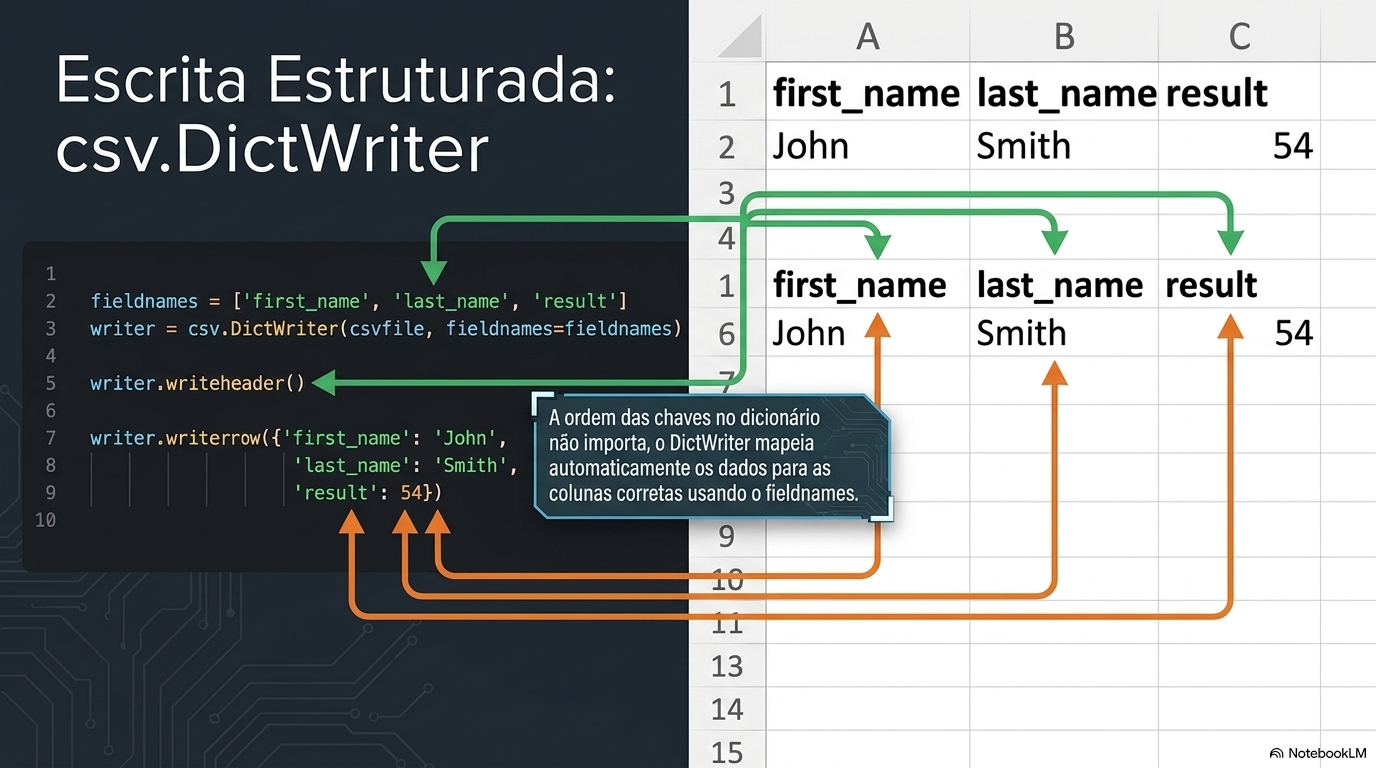 Escrita Estruturada:
csv.DictWriter
1
2 fieldnames = ['first_name', 'last_name', 'result']
3 writer = csv.DictWriter(csvfile, fieldnames=fieldnames)
4
5 writer.writeheader()
6
7 writer.writerrow({'first_name': 'John',
8 'last_name': 'Smith',
9 'result': 54})
10
A ordem das chaves no dicionário
não importa, o DictWriter mapeia
automaticamente os dados para as
colunas corretas usando o fieldnames.
A B C
1 first_name last_name result
2 John Smith 54
3
4
1 first_name last_name result
6 John Smith 54
7
9
10
11
13
14
15
NotebookLM